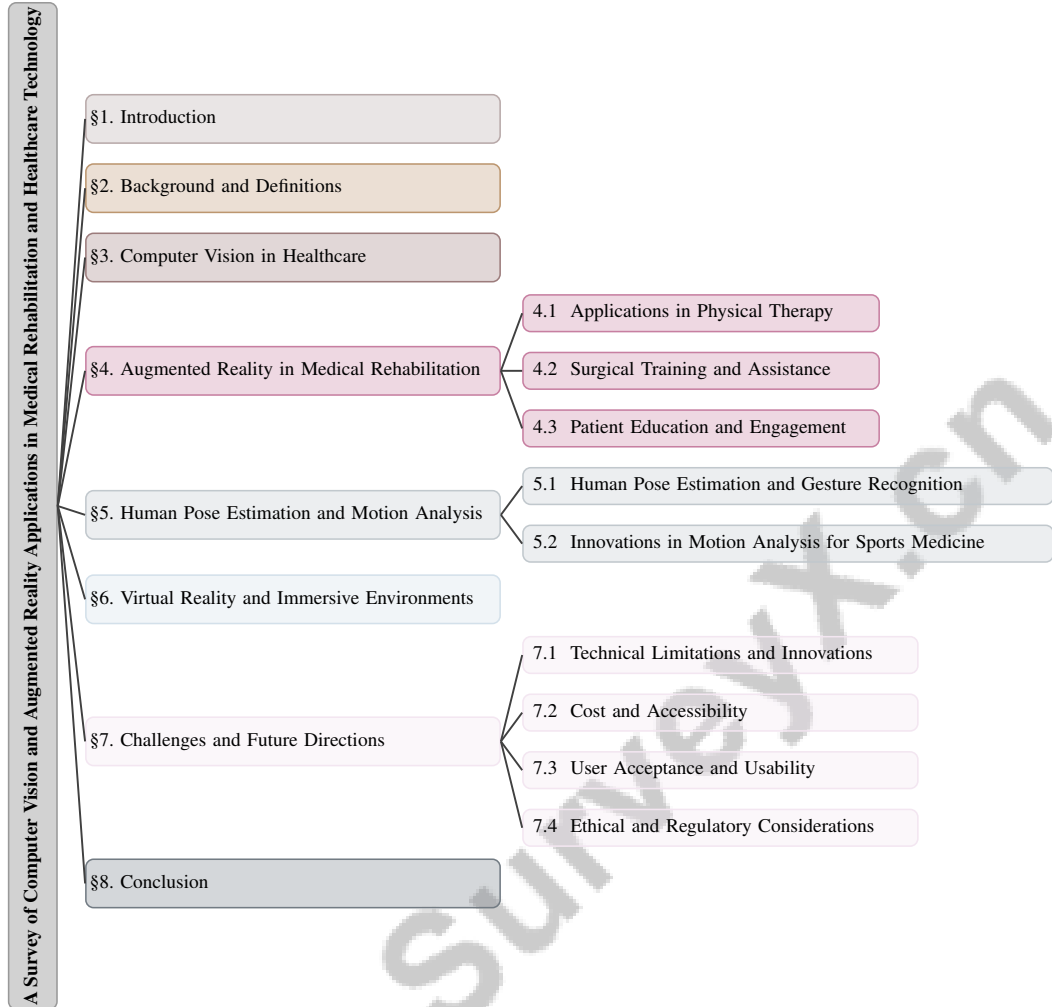 A Survey of Computer Vision and Augmented Reality Applications in Medical Rehabilitation and Healthcare Technology
§1. Introduction
§2. Background and Definitions
§3. Computer Vision in Healthcare
§4. Augmented Reality in Medical Rehabilitation
4.1 Applications in Physical Therapy
4.2 Surgical Training and Assistance
4.3 Patient Education and Engagement
§5. Human Pose Estimation and Motion Analysis
5.1 Human Pose Estimation and Gesture Recognition
5.2 Innovations in Motion Analysis for Sports Medicine
§6. Virtual Reality and Immersive Environments
§7. Challenges and Future Directions
7.1 Technical Limitations and Innovations
7.2 Cost and Accessibility
7.3 User Acceptance and Usability
7.4 Ethical and Regulatory Considerations
§8. Conclusion
Surveyx.cn